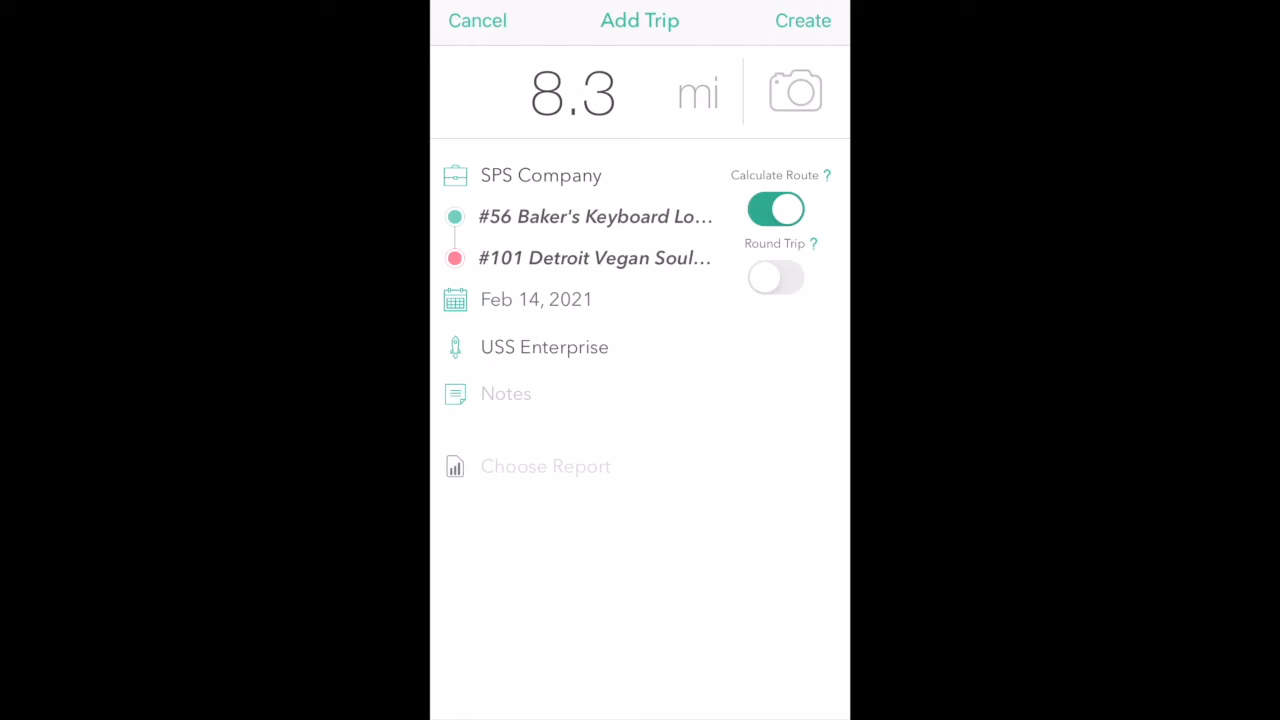 Cancel Add Trip Create
8.3 mi
SPS Company
Calculate Route ?
#56 Baker's Keyboard Lo...
Round Trip ?
#101 Detroit Vegan Soul...
Feb 14, 2021
USS Enterprise
Notes
Choose Report